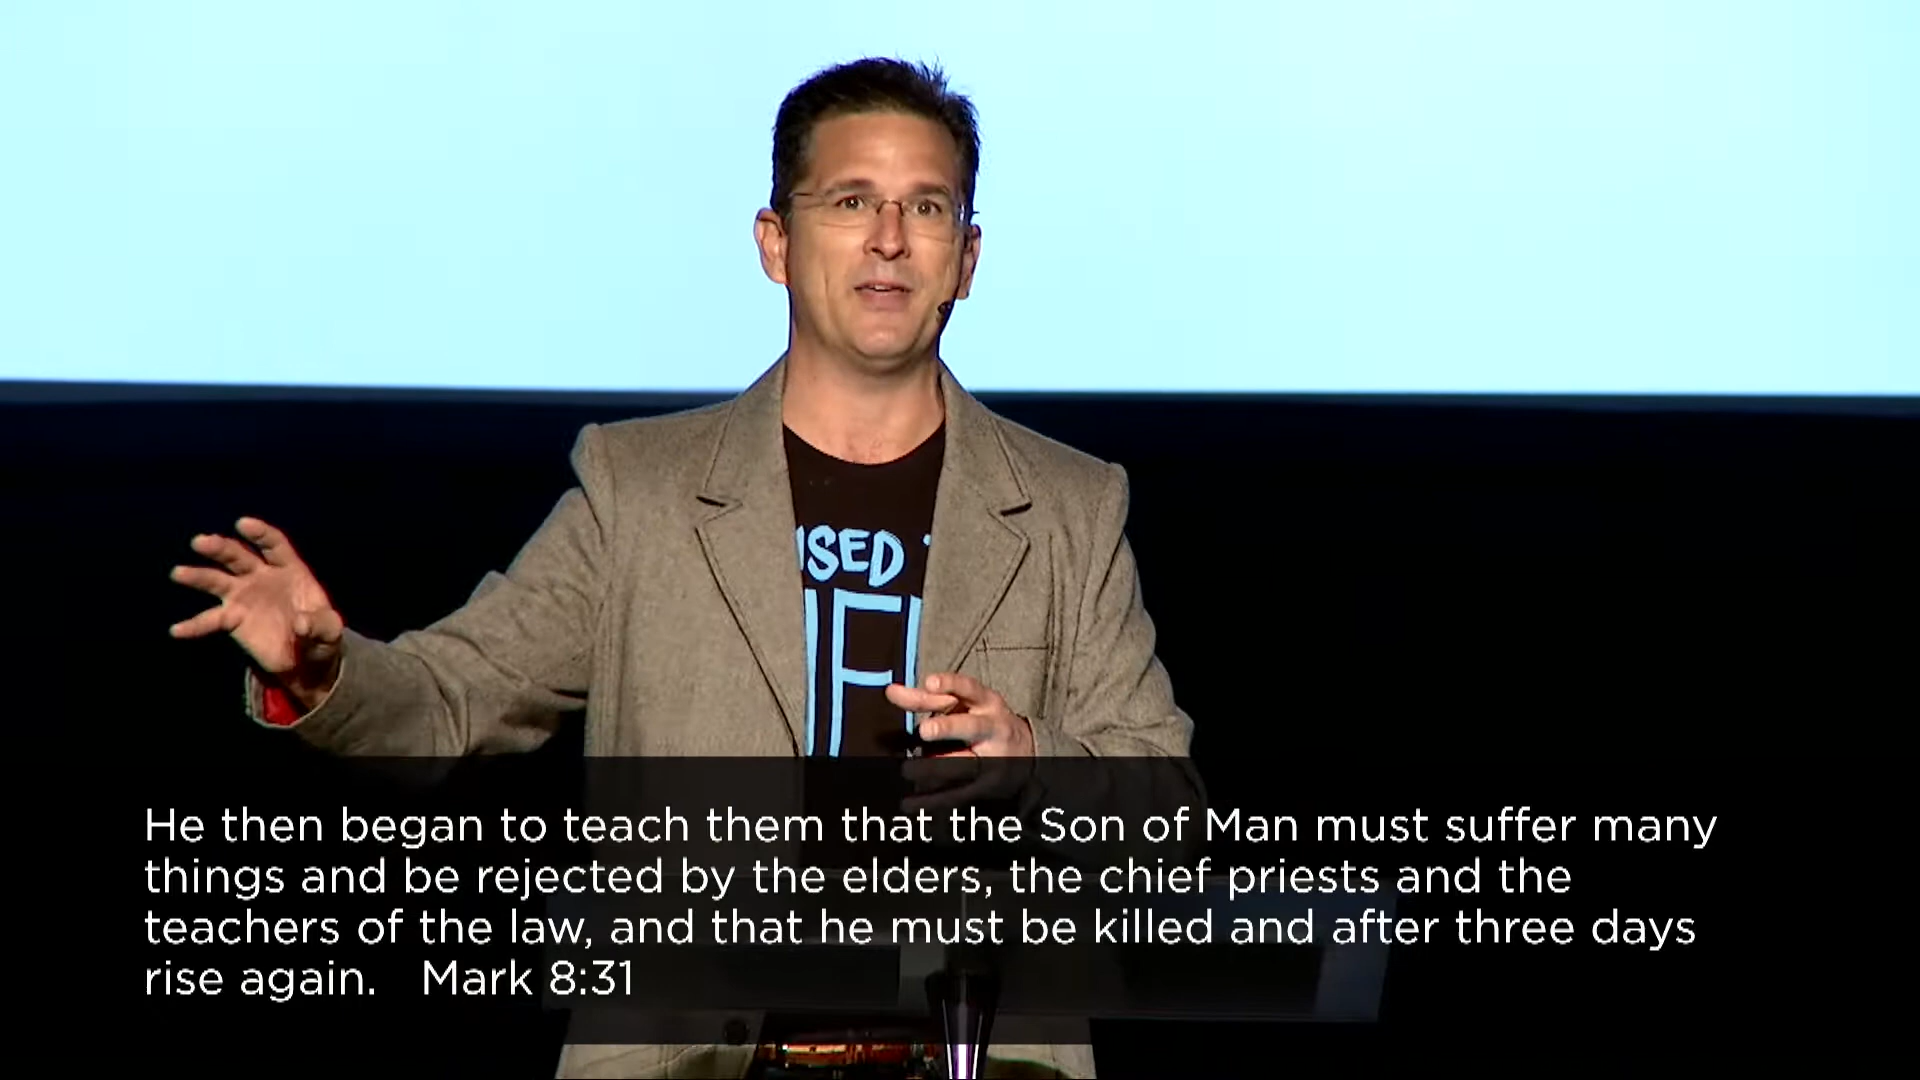 ISED
IFI
He then began to teach them that the Son of Man must suffer many
things and be rejected by the elders, the chief priests and the
teachers of the law, and that he must be killed and after three days
rise again. Mark 8:31